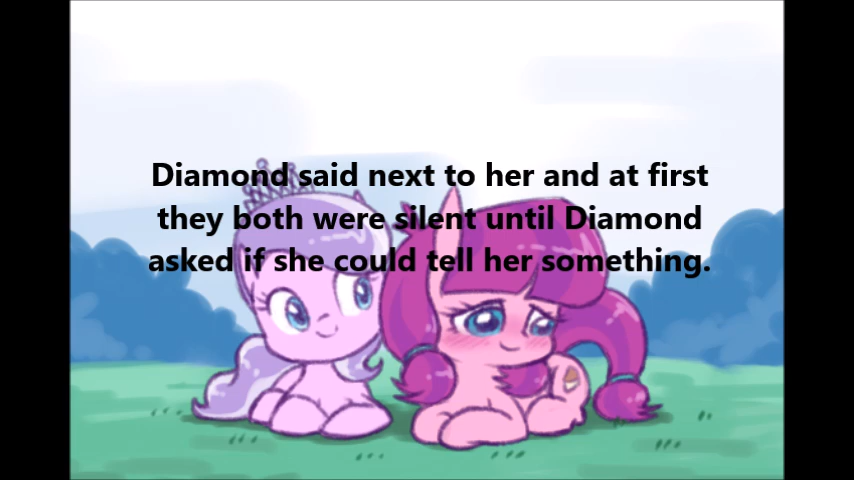 Diamond said next to her and at first
they both were silent until Diamond
asked if she could tell her something.